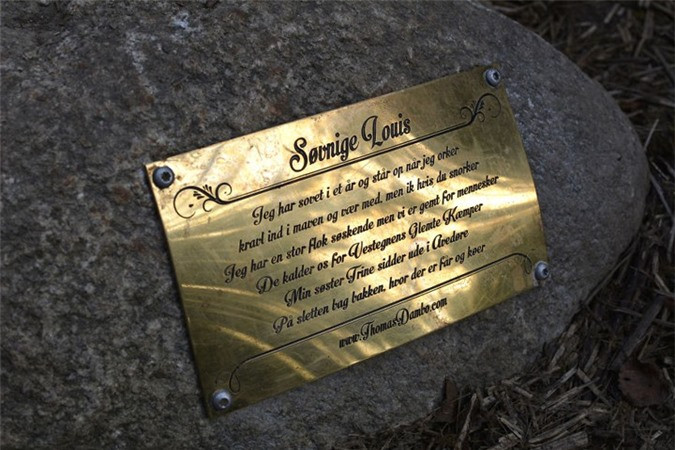 Søvnige Louis
Jeg har sovet i et år og står op når jeg orker
kravl ind i maven og vær med, men ik hvis du snorker
Jeg har en stor flok søskende men vi er gemt for mennesker
De kalder os for Vestegnens Glemte Kæmper
Min søster Trine sidder ude i Avedøre
På sletten bag bakken, hvor der er Får og køer
www.ThomasDambo.com